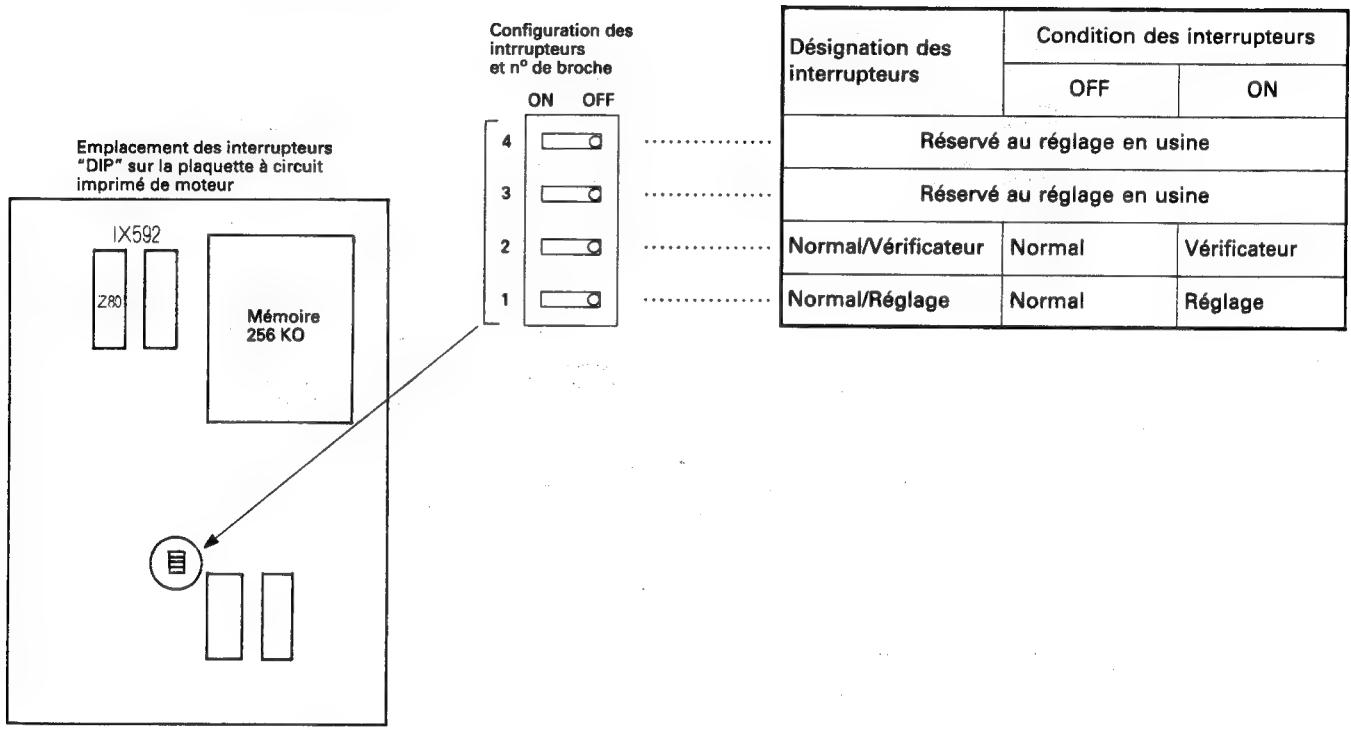 Configuration des
intrrupteurs
et nº de broche
ON OFF
4
3
2
1
Emplacement des interrupteurs
"DIP" sur la plaquette à circuit
imprimé de moteur
IX592
Z80
Mémoire
256 KO
Désignation des
interrupteurs
Condition des interrupteurs
OFF ON
Réservé au réglage en usine
Réservé au réglage en usine
Normal/Vérificateur Normal Vérificateur
Normal/Réglage Normal Réglage